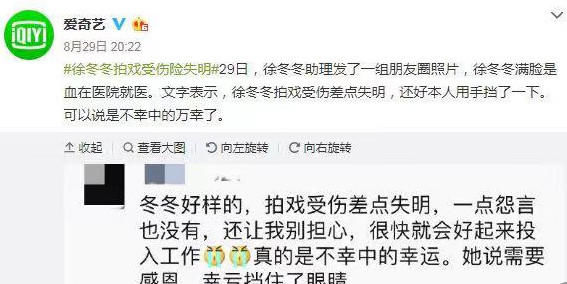 iQIYI
爱奇艺
8月29日 20:22
#徐冬冬拍戏受伤险失明#29日，徐冬冬助理发了一组朋友圈照片，徐冬冬满脸是
血在医院就医。文字表示，徐冬冬拍戏受伤差点失明，还好本人用手挡了一下。
可以说是不幸中的万幸了。
收起 查看大图 向左旋转 向右旋转
冬冬好样的，拍戏受伤差点失明，一点怨言
也没有，还让我别担心，很快就会好起来投
入工作😭😭真的是不幸中的幸运。她说需要
感恩，幸亏挡住了眼睛